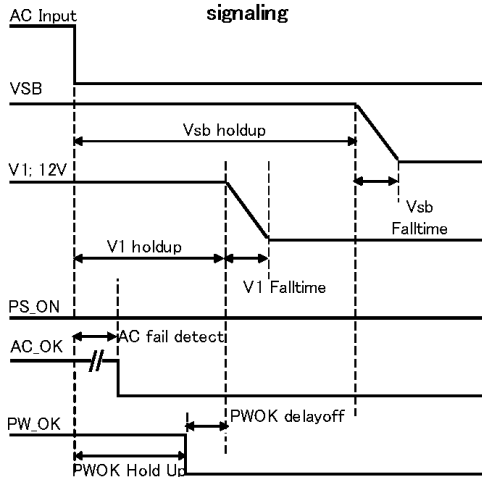 signaling
AC Input
VSB
Vsb holdup
V1; 12V
Vsb
Falltime
V1 holdup
V1 Falltime
PS_ON
AC fail detect
AC_OK
PWOK delayoff
PW_OK
PWOK Hold Up